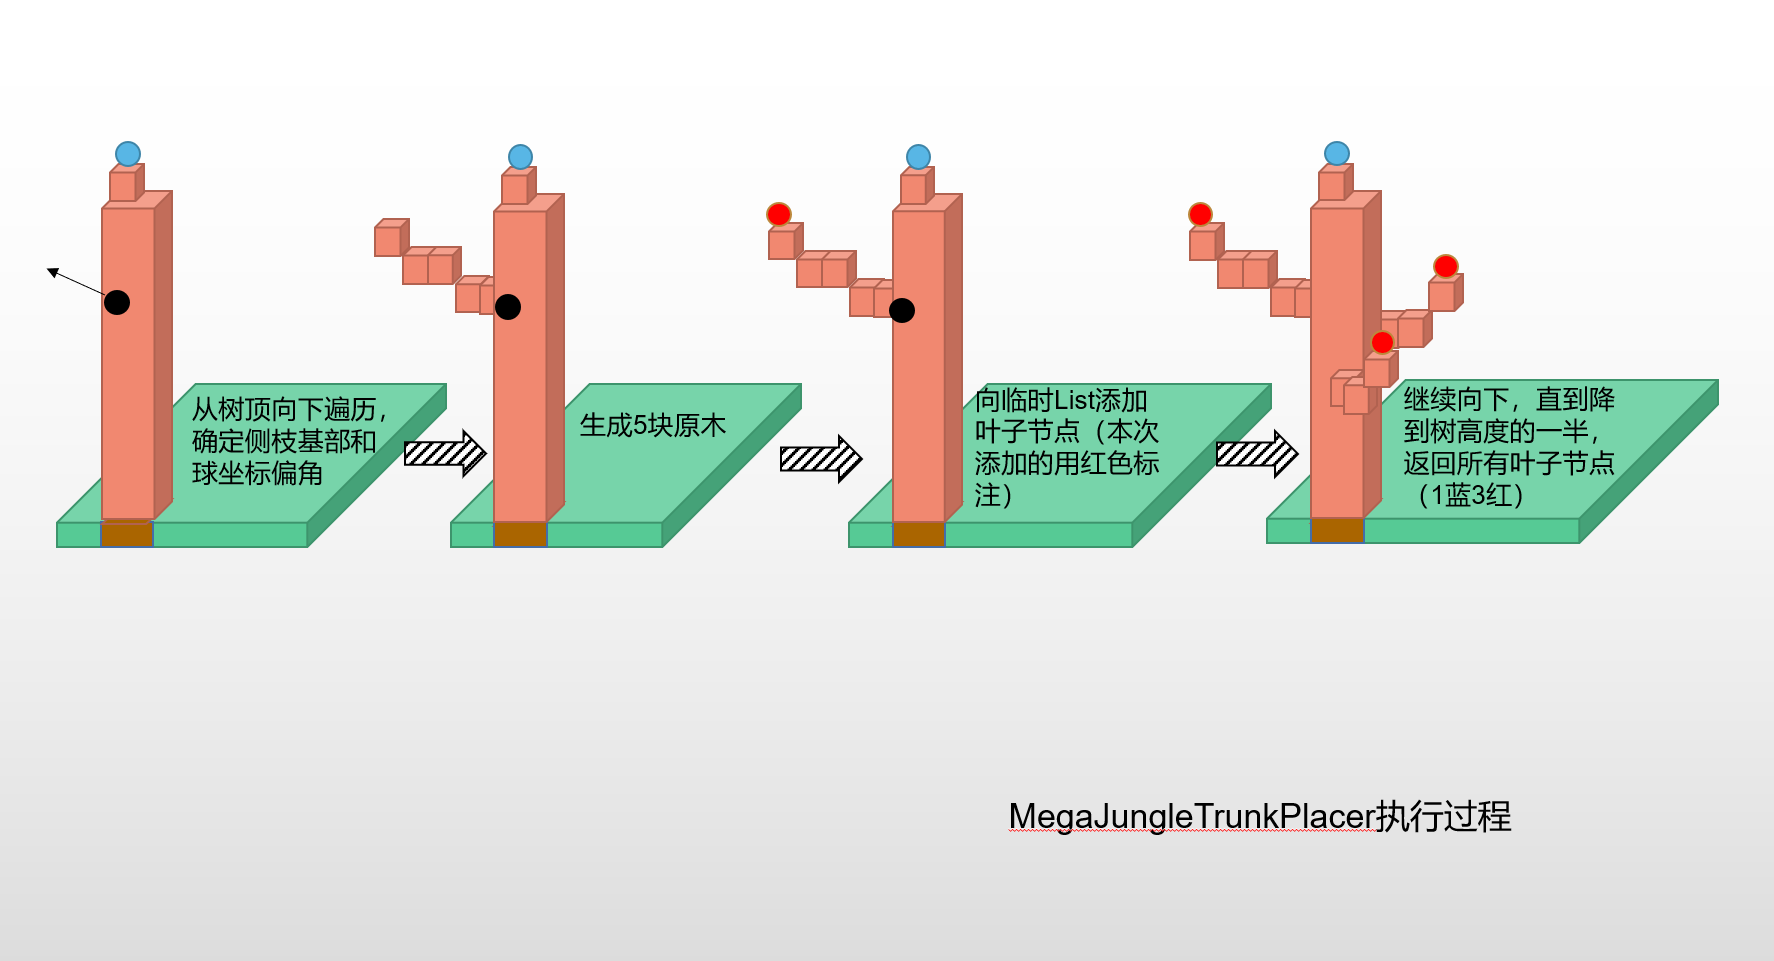 从树顶向下遍历，
确定侧枝基部和
球坐标偏角
生成5块原木
向临时List添加
叶子节点（本次
添加的用红色标
注）
继续向下，直到降
到树高度的一半，
返回所有叶子节点
（1蓝3红）
MegaJungleTrunkPlacer执行过程